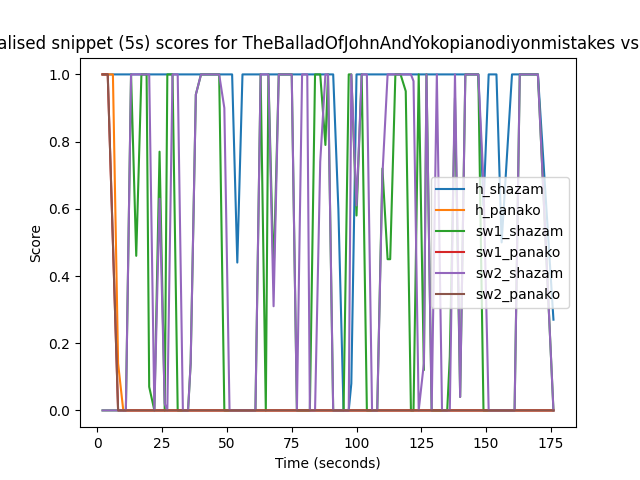 alised snippet (5s) scores for TheBalladOfJohnAndYokopianodiyonmistakes vs
1.0
0.8
0.6
0.4
0.2
0.0
Score
0
25
50
75
100
125
150
175
Time (seconds)
h_shazam
h_panako
sw1_shazam
sw1_panako
sw2_shazam
sw2_panako